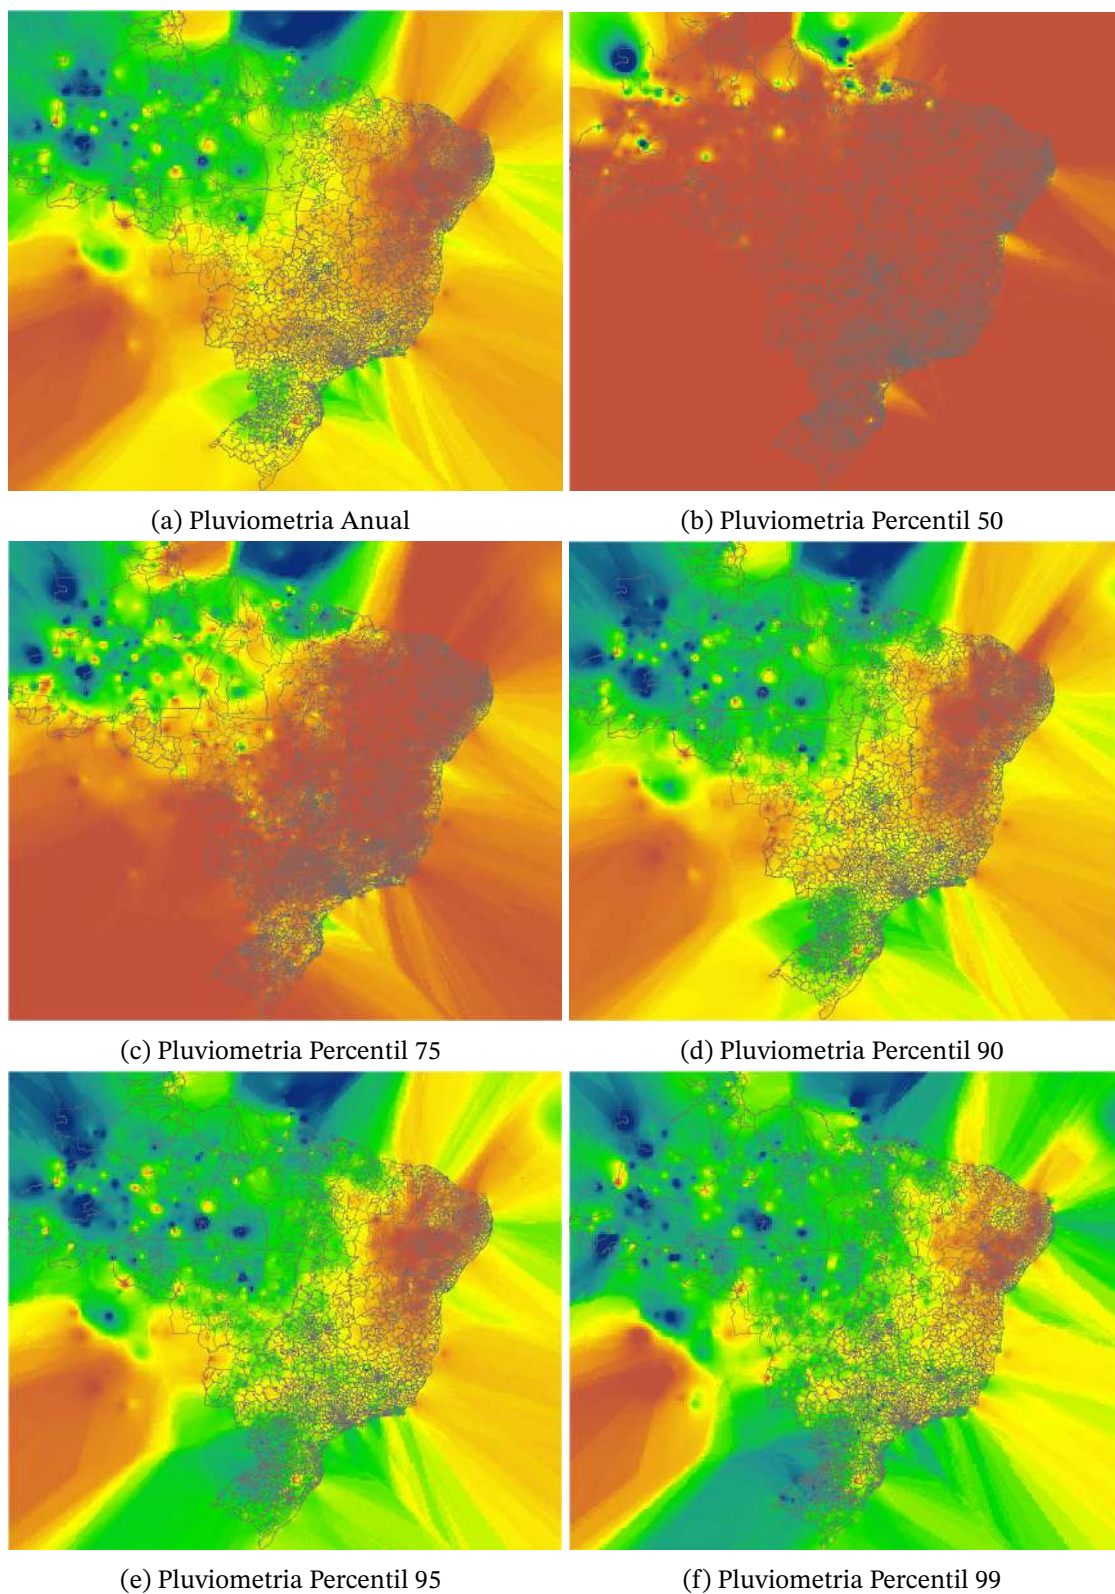 (a) Pluviometria Anual
(b) Pluviometria Percentil 50
(c) Pluviometria Percentil 75
(d) Pluviometria Percentil 90
(e) Pluviometria Percentil 95
(f) Pluviometria Percentil 99